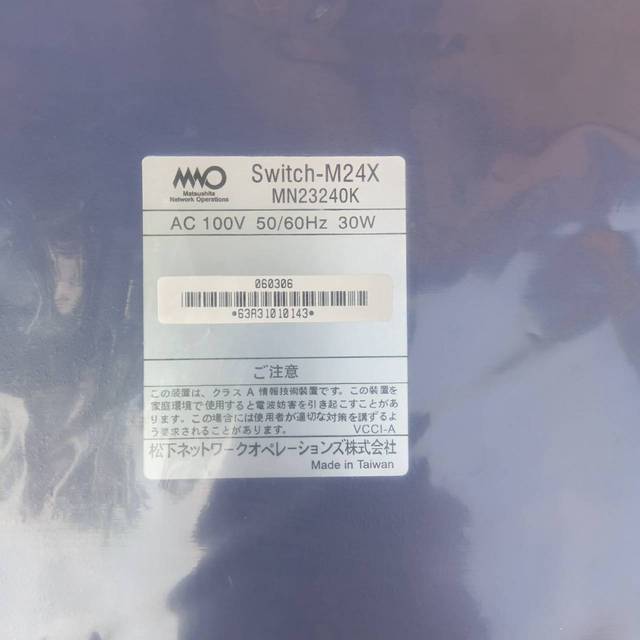 MNO
Matsushita
Network Operations
Switch-M24X
MN23240K
AC 100V 50/60Hz 30W
060306
*63A31010143*
ご注意
この装置は、クラス A 情報技術装置です。この装置を
家庭環境で使用すると電波妨害を引き起こすことがあ
ります。この場合には使用者が適切な対策を講ずるよ
う要求されることがあります。 VCCI-A
松下ネットワークオペレーションズ株式会社
Made in Taiwan